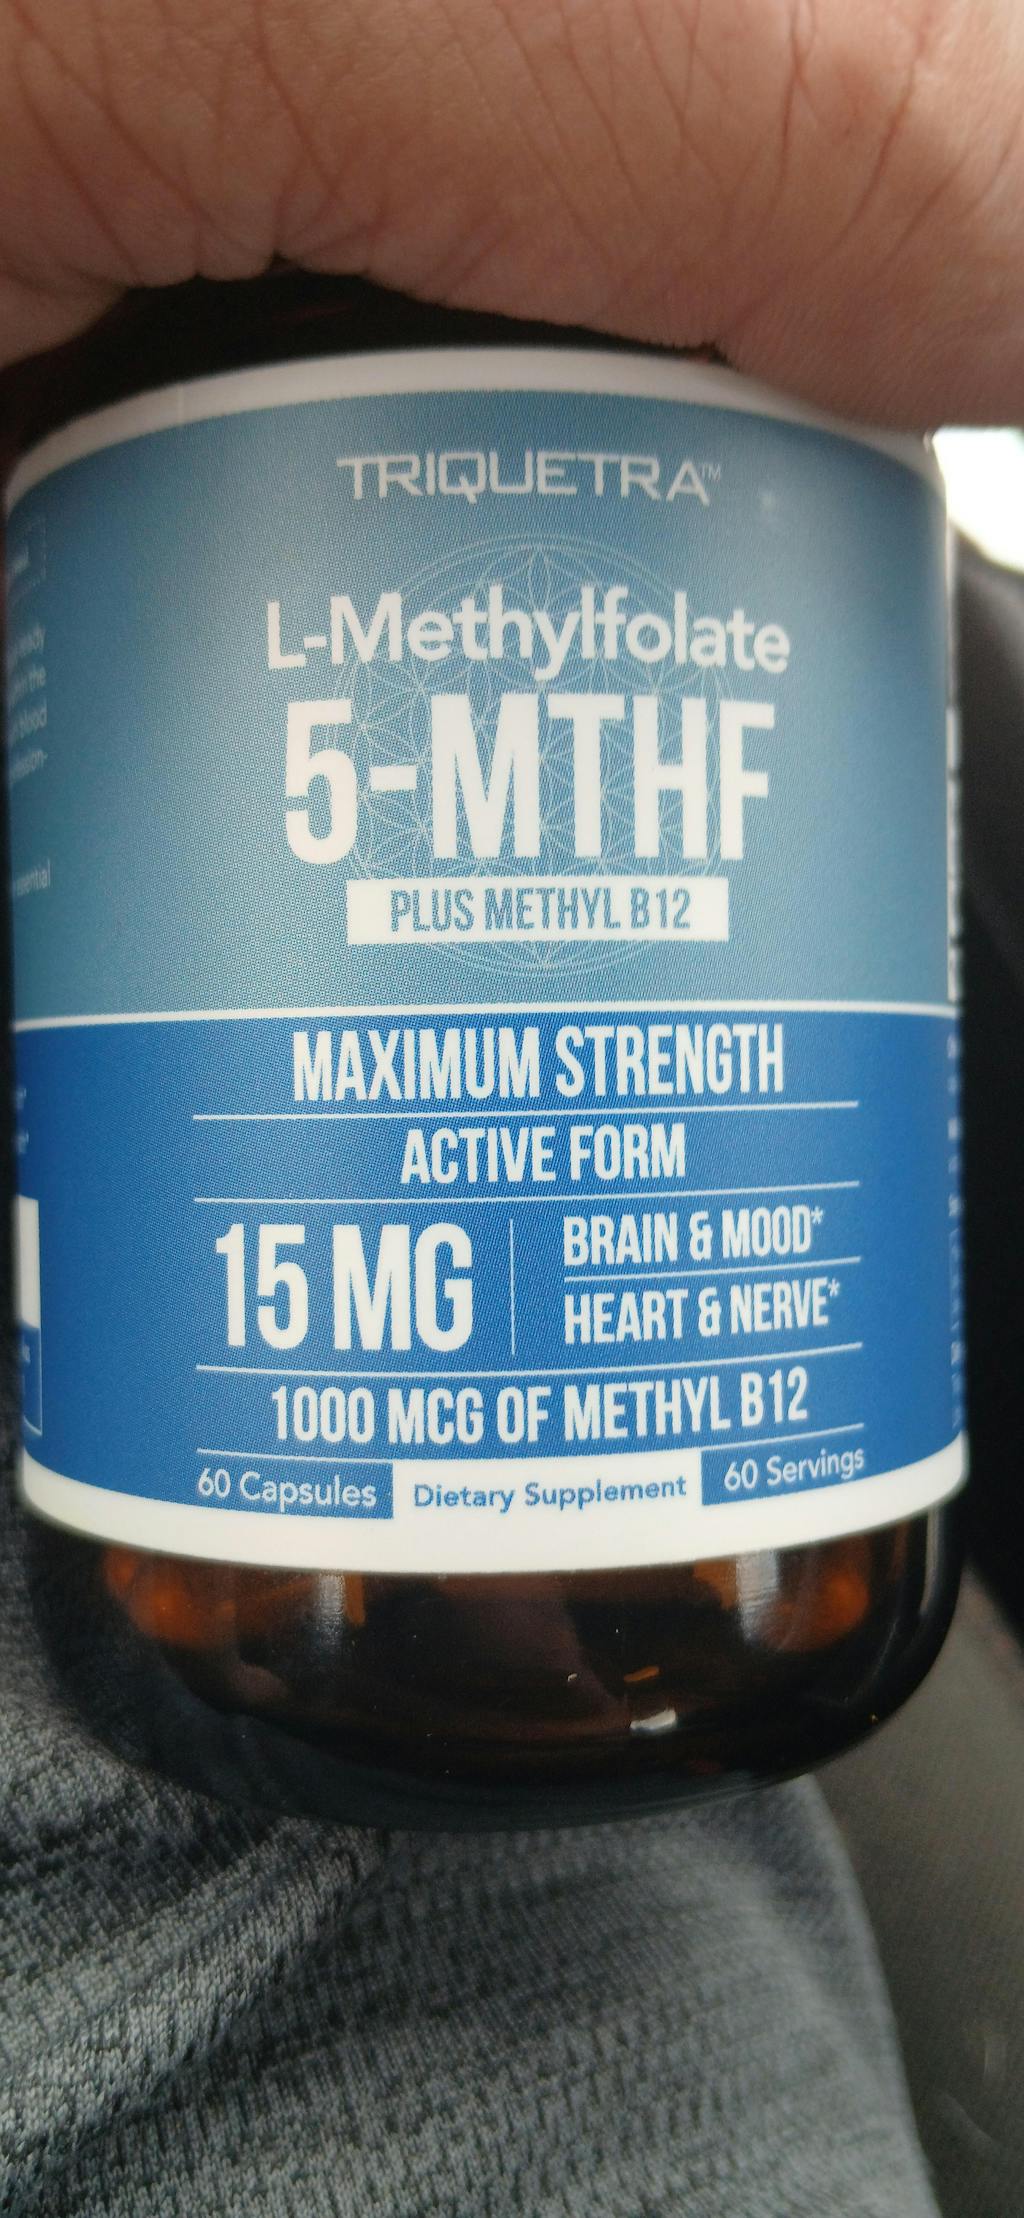 TRIQUETRA™
L-Methylfolate
5-MTHF
PLUS METHYL B12
MAXIMUM STRENGTH
ACTIVE FORM
15 MG
BRAIN & MOOD*
HEART & NERVE*
1000 MCG OF METHYL B12
60 Capsules
Dietary Supplement
60 Servings